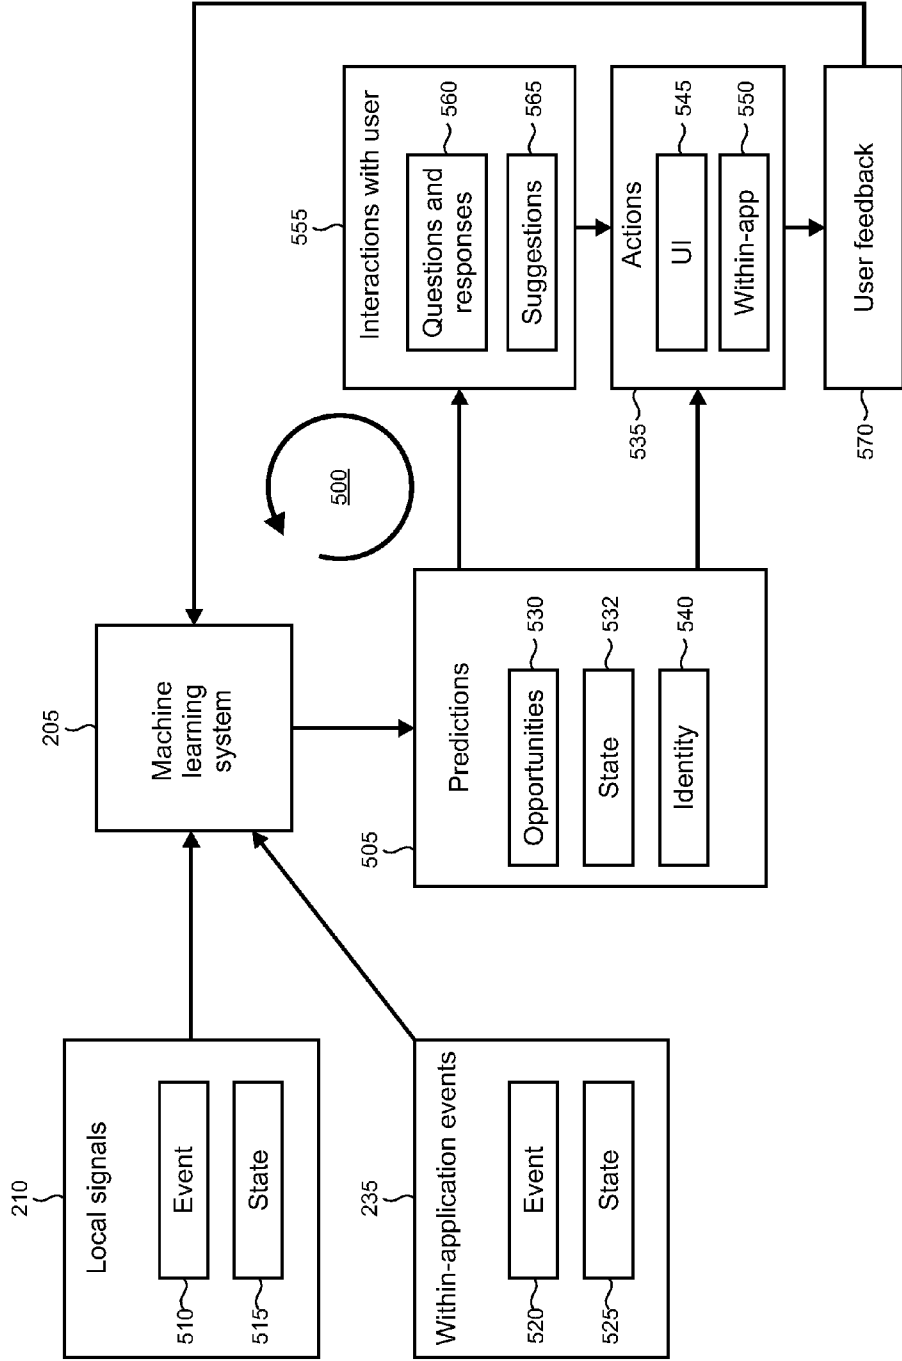 210
Local signals
510
Event
515
State
235
Within-application events
520
Event
525
State
205
Machine
learning
system
505
Predictions
Opportunities
530
State
532
Identity
540
500
555
Interactions with user
Questions and
responses
560
Suggestions
565
535
Actions
UI
545
Within-app
550
570
User feedback